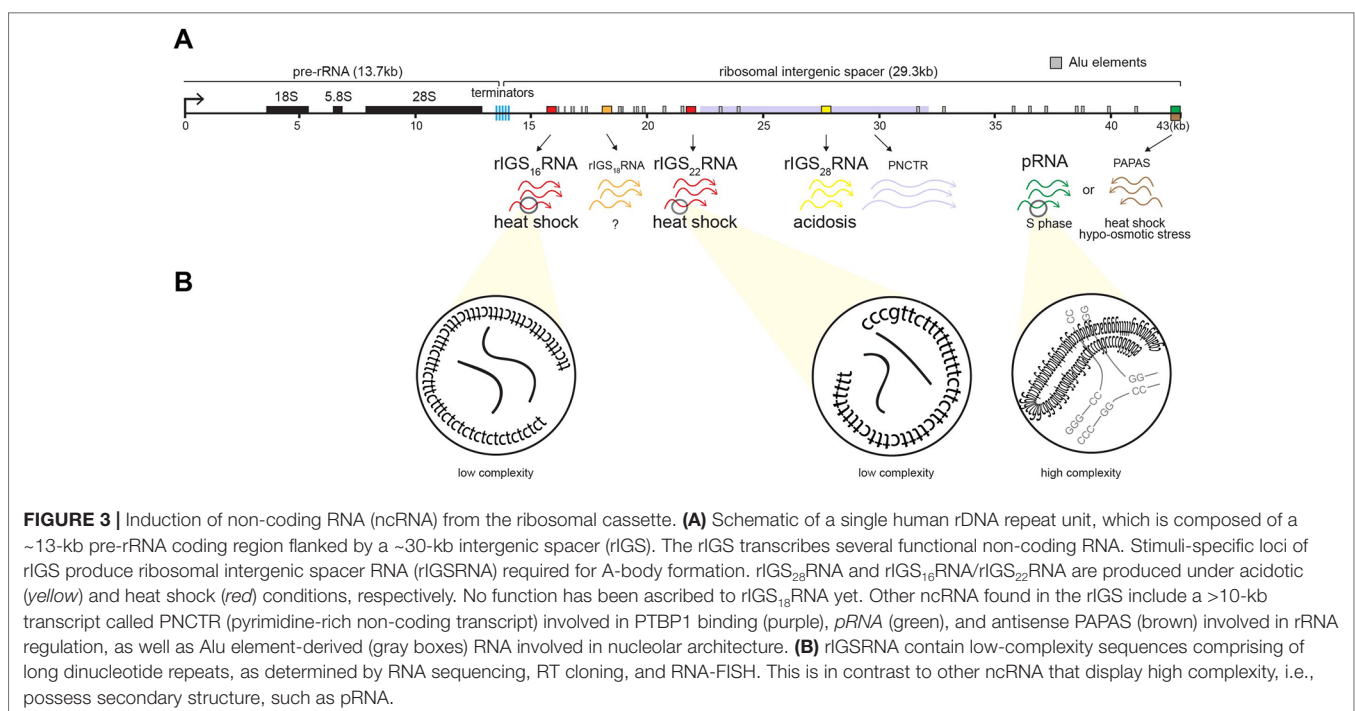 A
Alu elements
pre-rRNA (13.7kb)
ribosomal intergenic spacer (29.3kb)
terminators
18S 5.8S 28S
0 5 10 15 20 25 30 35 40 43(kb)
rIGS16RNA rIGS18RNA rIGS22RNA rIGS28RNA PNCTR pRNA or PAPAS
heat shock ? heat shock acidosis S phase heat shock
hypo-osmotic stress
B
CC GG
GG
CC
GGG CC
CCC GG
low complexity low complexity high complexity
FIGURE 3 | Induction of non-coding RNA (ncRNA) from the ribosomal cassette. (A) Schematic of a single human rDNA repeat unit, which is composed of a
~13-kb pre-rRNA coding region flanked by a ~30-kb intergenic spacer (rIGS). The rIGS transcribes several functional non-coding RNA. Stimuli-specific loci of
rIGS produce ribosomal intergenic spacer RNA (rIGSRNA) required for A-body formation. rIGS28RNA and rIGS16RNA/rIGS22RNA are produced under acidotic
(yellow) and heat shock (red) conditions, respectively. No function has been ascribed to rIGS18RNA yet. Other ncRNA found in the rIGS include a >10-kb
transcript called PNCTR (pyrimidine-rich non-coding transcript) involved in PTBP1 binding (purple), pRNA (green), and antisense PAPAS (brown) involved in rRNA
regulation, as well as Alu element-derived (gray boxes) RNA involved in nucleolar architecture. (B) rIGSRNA contain low-complexity sequences comprising of
long dinucleotide repeats, as determined by RNA sequencing, RT cloning, and RNA-FISH. This is in contrast to other ncRNA that display high complexity, i.e.,
possess secondary structure, such as pRNA.